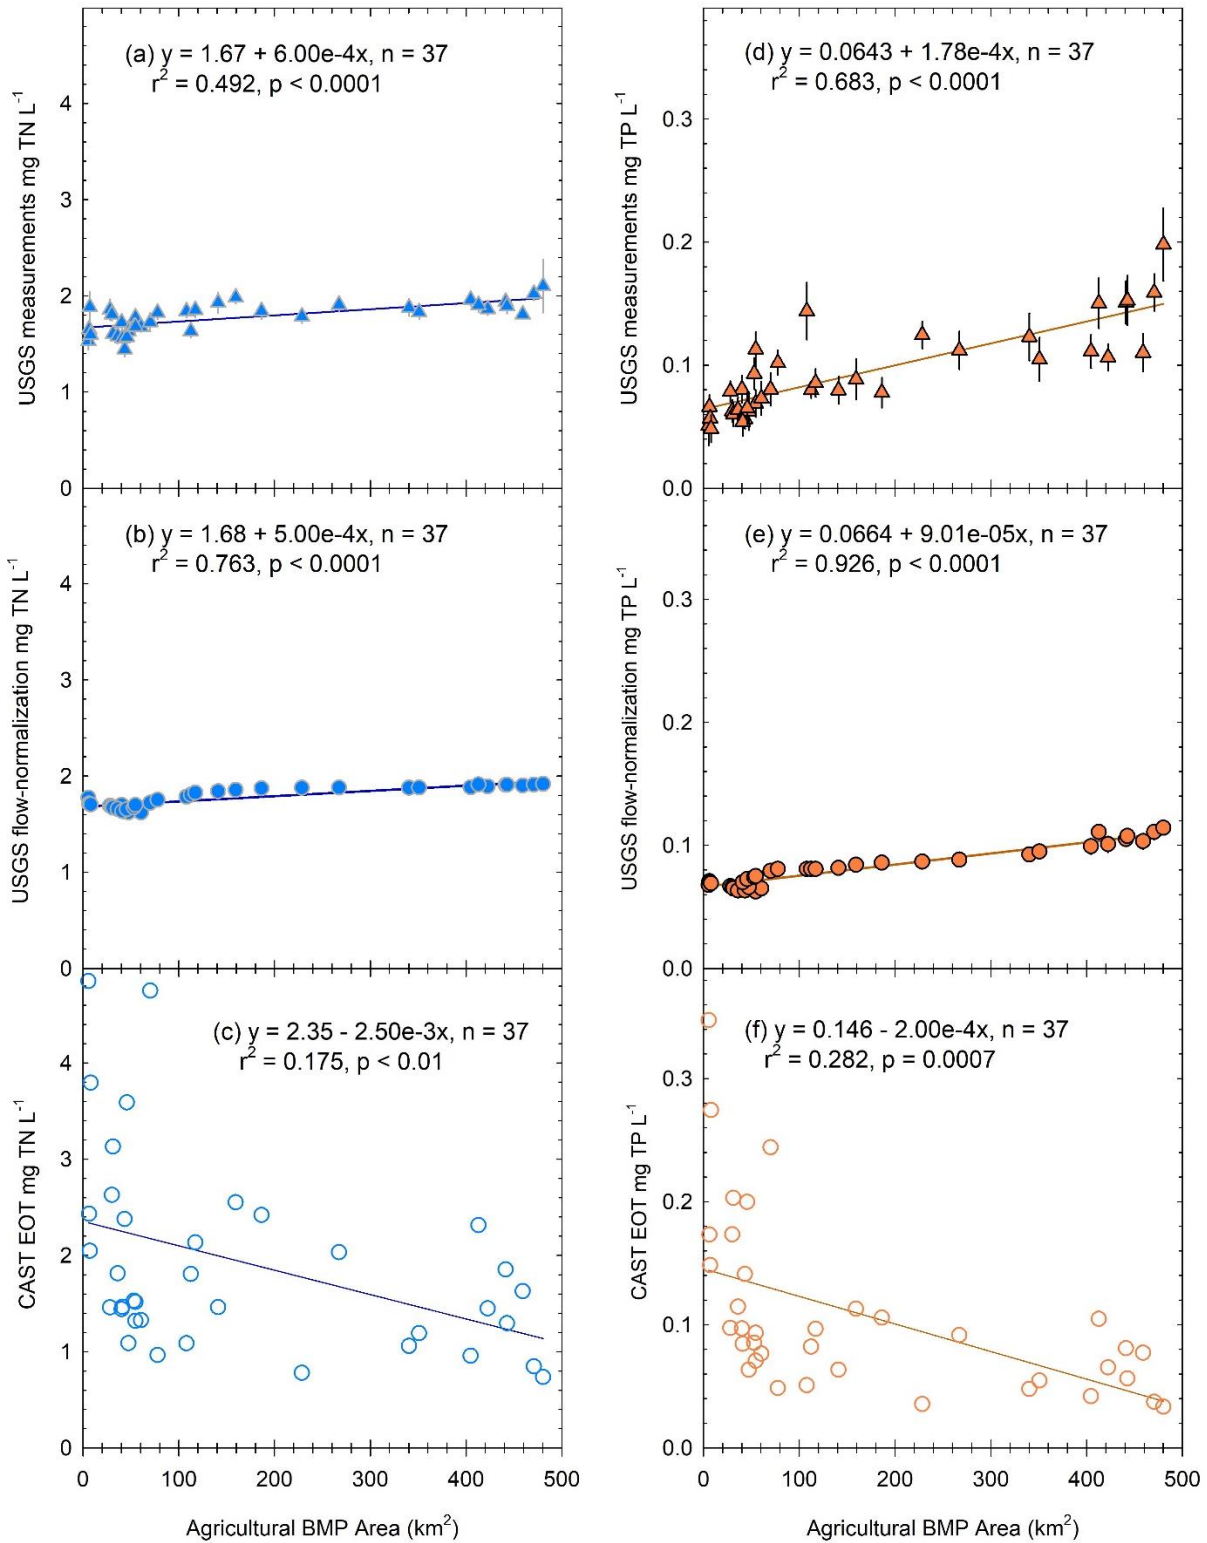 (a) y = 1.67 + 6.00e-4x, n = 37
r² = 0.492, p < 0.0001
USGS measurements mg TN L⁻¹
4
3
2
1
0
(b) y = 1.68 + 5.00e-4x, n = 37
r² = 0.763, p < 0.0001
USGS flow-normalization mg TN L⁻¹
4
3
2
1
0
(c) y = 2.35 - 2.50e-3x, n = 37
r² = 0.175, p < 0.01
CAST EOT mg TN L⁻¹
4
3
2
1
0
0 100 200 300 400 500
Agricultural BMP Area (km²)
(d) y = 0.0643 + 1.78e-4x, n = 37
r² = 0.683, p < 0.0001
USGS measurements mg TP L⁻¹
0.3
0.2
0.1
0.0
(e) y = 0.0664 + 9.01e-05x, n = 37
r² = 0.926, p < 0.0001
USGS flow-normalization mg TP L⁻¹
0.3
0.2
0.1
0.0
(f) y = 0.146 - 2.00e-4x, n = 37
r² = 0.282, p = 0.0007
CAST EOT mg TP L⁻¹
0.3
0.2
0.1
0.0
0 100 200 300 400 500
Agricultural BMP Area (km²)